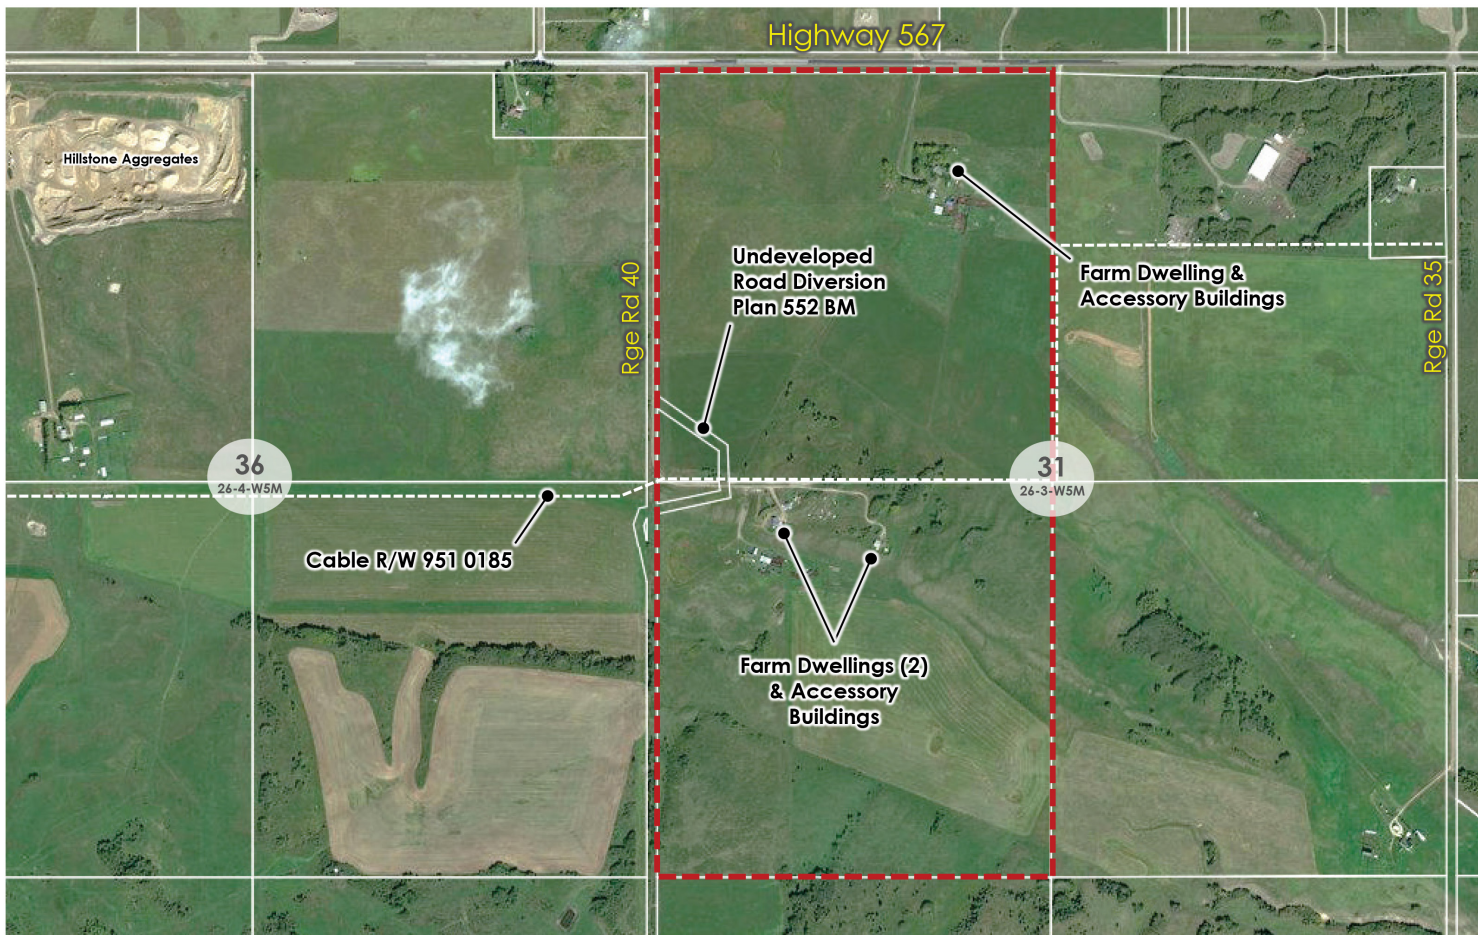 Highway 567
Hillstone Aggregates
Undeveloped
Road Diversion
Plan 552 BM
Rge Rd 40
Farm Dwelling &
Accessory Buildings
Rge Rd 35
36
26-4-W5M
31
26-3-W5M
Cable R/W 951 0185
Farm Dwellings (2)
& Accessory
Buildings